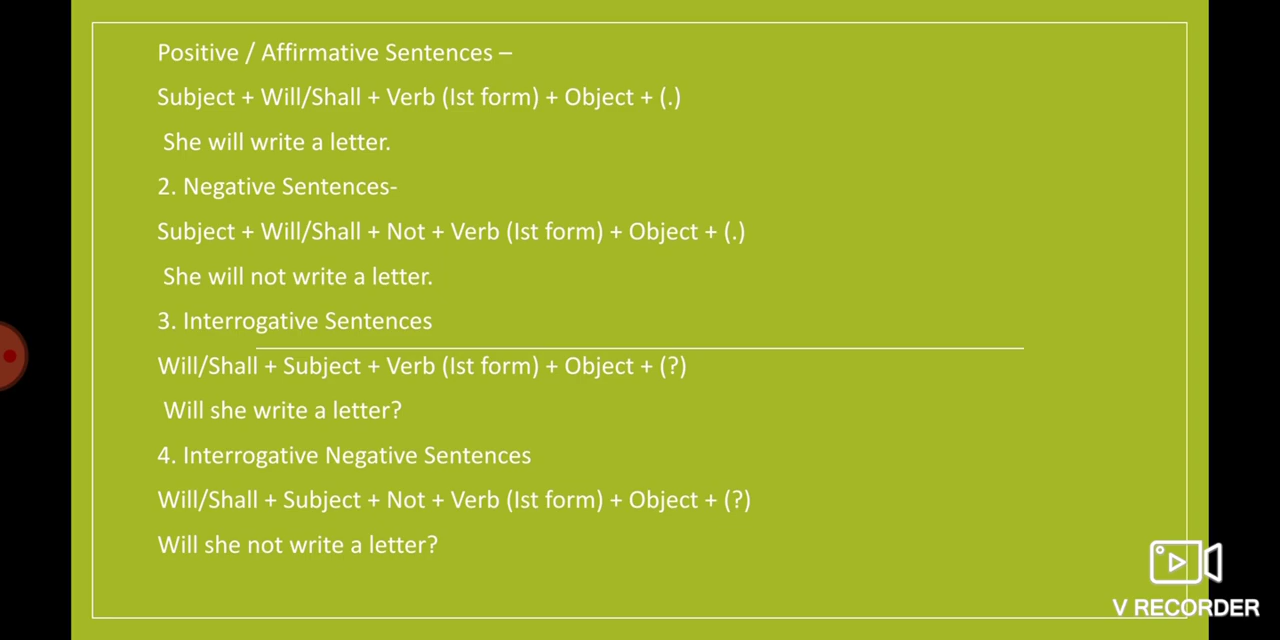 Positive / Affirmative Sentences –
Subject + Will/Shall + Verb (Ist form) + Object + (.)
She will write a letter.
2. Negative Sentences-
Subject + Will/Shall + Not + Verb (Ist form) + Object + (.)
She will not write a letter.
3. Interrogative Sentences
Will/Shall + Subject + Verb (Ist form) + Object + (?)
Will she write a letter?
4. Interrogative Negative Sentences
Will/Shall + Subject + Not + Verb (Ist form) + Object + (?)
Will she not write a letter?
V RECORDER